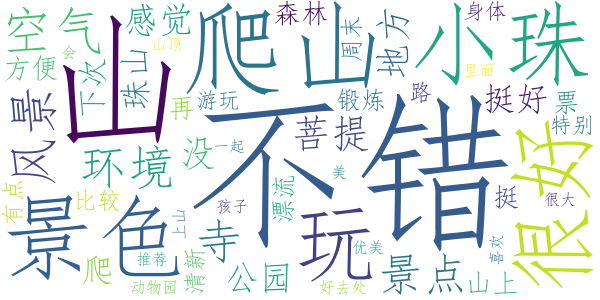 空气
感觉
森林
身体
小珠
方便
会
山顶
下次
珠山
周末
地方
里面
山
爬山
不错
很好
风景
再
游玩
锻炼
路
挺好
票
特别
环境
没
一起
菩提
有点
比较
景色
孩子
漂流
美
玩
挺
很大
上山
寺
爬
推荐
清新
优美
景点
喜欢
动物园
公园
好去处
山上